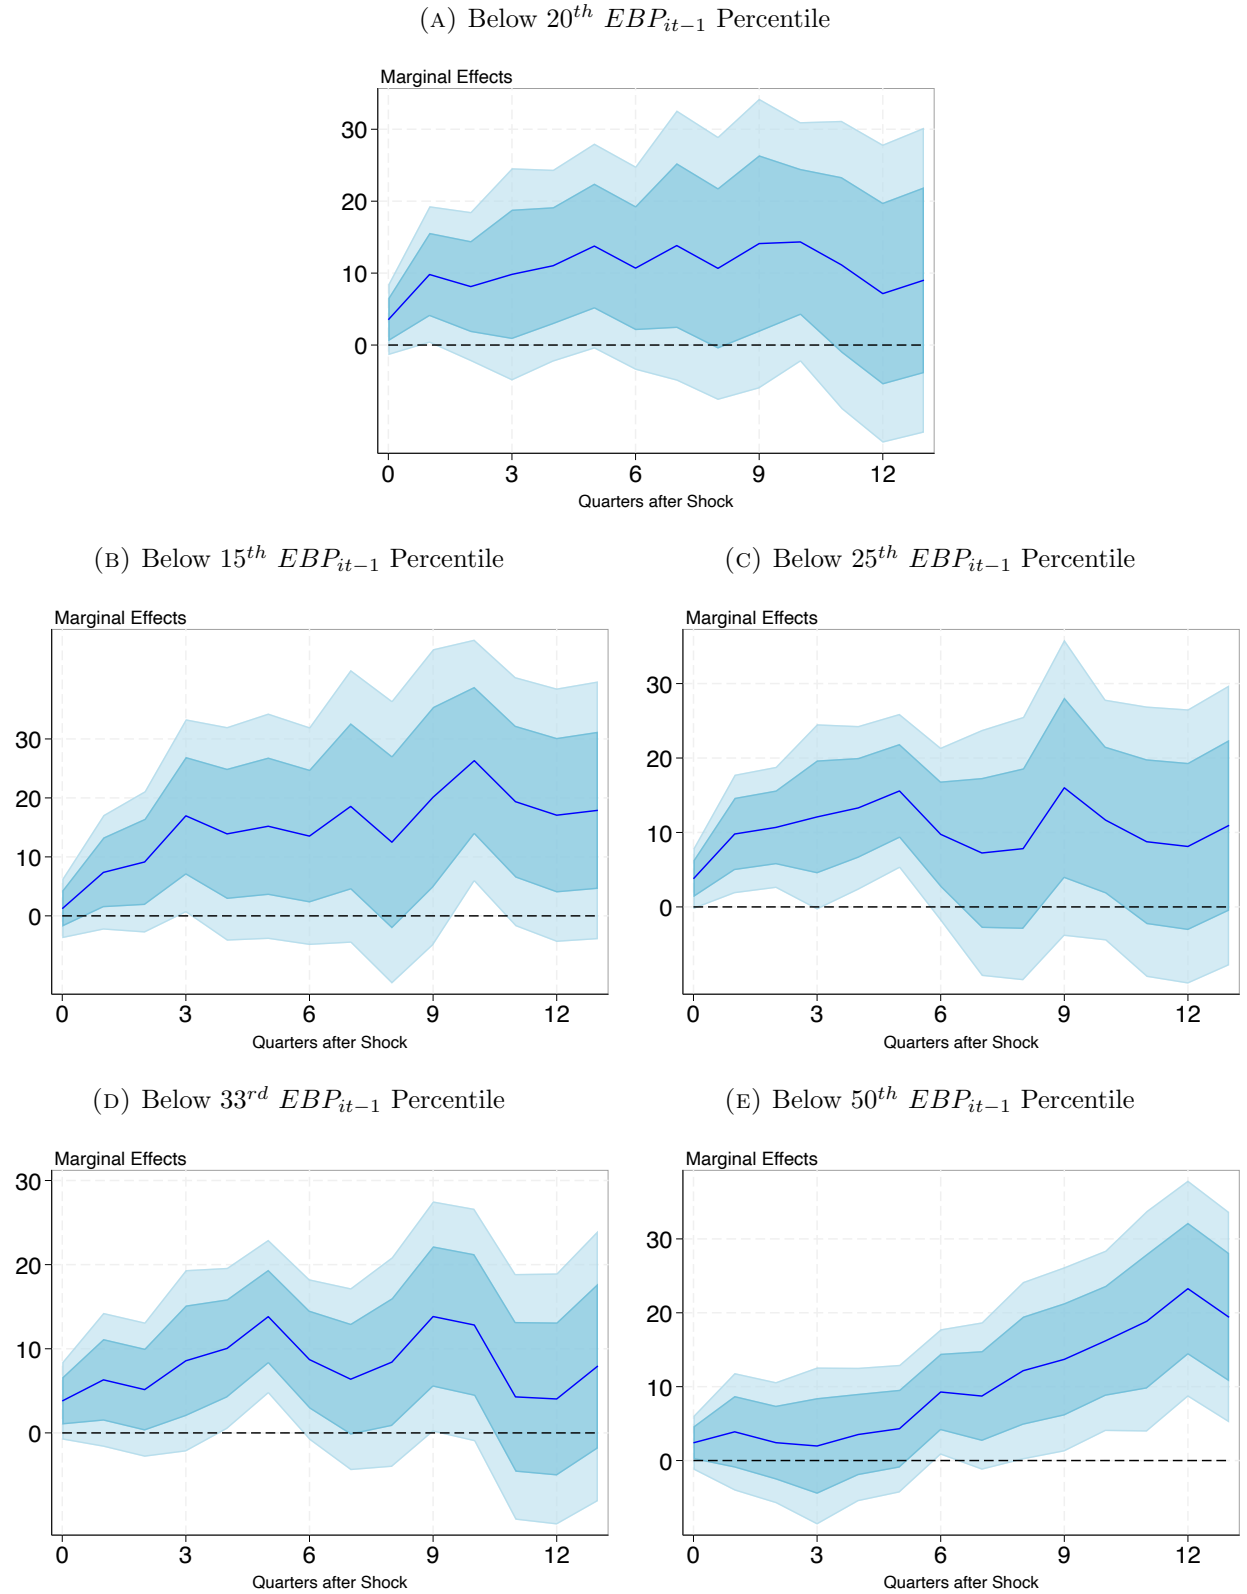 (A) Below 20th EBPit−1 Percentile
Marginal Effects
30
20
10
0
0 3 6 9 12
Quarters after Shock
(B) Below 15th EBPit−1 Percentile
Marginal Effects
30
20
10
0
0 3 6 9 12
Quarters after Shock
(C) Below 25th EBPit−1 Percentile
Marginal Effects
30
20
10
0
0 3 6 9 12
Quarters after Shock
(D) Below 33rd EBPit−1 Percentile
Marginal Effects
30
20
10
0
0 3 6 9 12
Quarters after Shock
(E) Below 50th EBPit−1 Percentile
Marginal Effects
30
20
10
0
0 3 6 9 12
Quarters after Shock